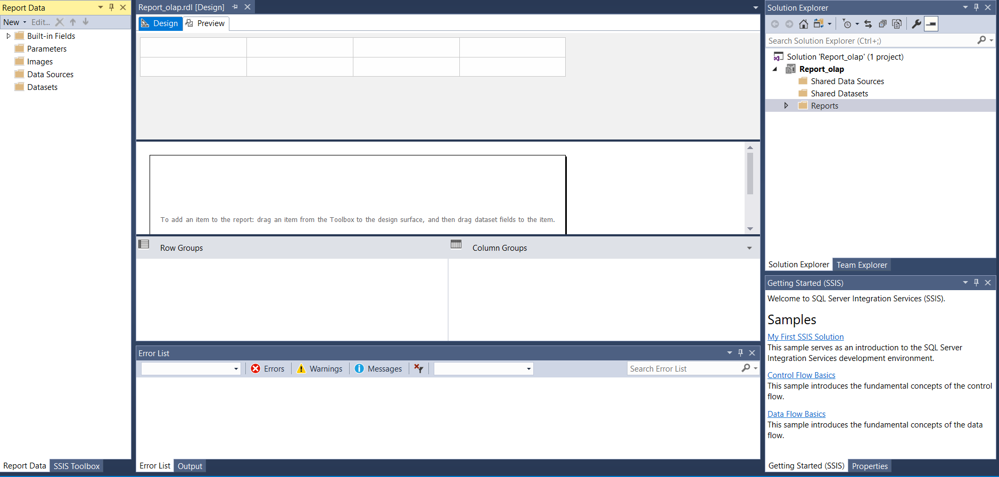 Report Data
New
Edit...
Built-in Fields
Parameters
Images
Data Sources
Datasets
Report Data
SSIS Toolbox
Report_olap.rdl [Design]
Design
Preview
To add an item to the report: drag an item from the Toolbox to the design surface, and then drag dataset fields to the item.
Row Groups
Column Groups
Error List
Errors
Warnings
Messages
Search Error List
Error List
Output
Solution Explorer
Search Solution Explorer (Ctrl+;)
Solution 'Report_olap' (1 project)
Report_olap
Shared Data Sources
Shared Datasets
Reports
Solution Explorer
Team Explorer
Getting Started (SSIS)
Welcome to SQL Server Integration Services (SSIS).
Samples
My First SSIS Solution
This sample serves as an introduction to the SQL Server
Integration Services development environment.
Control Flow Basics
This sample introduces the fundamental concepts of the control
flow.
Data Flow Basics
This sample introduces the fundamental concepts of the data
flow.
Getting Started (SSIS)
Properties